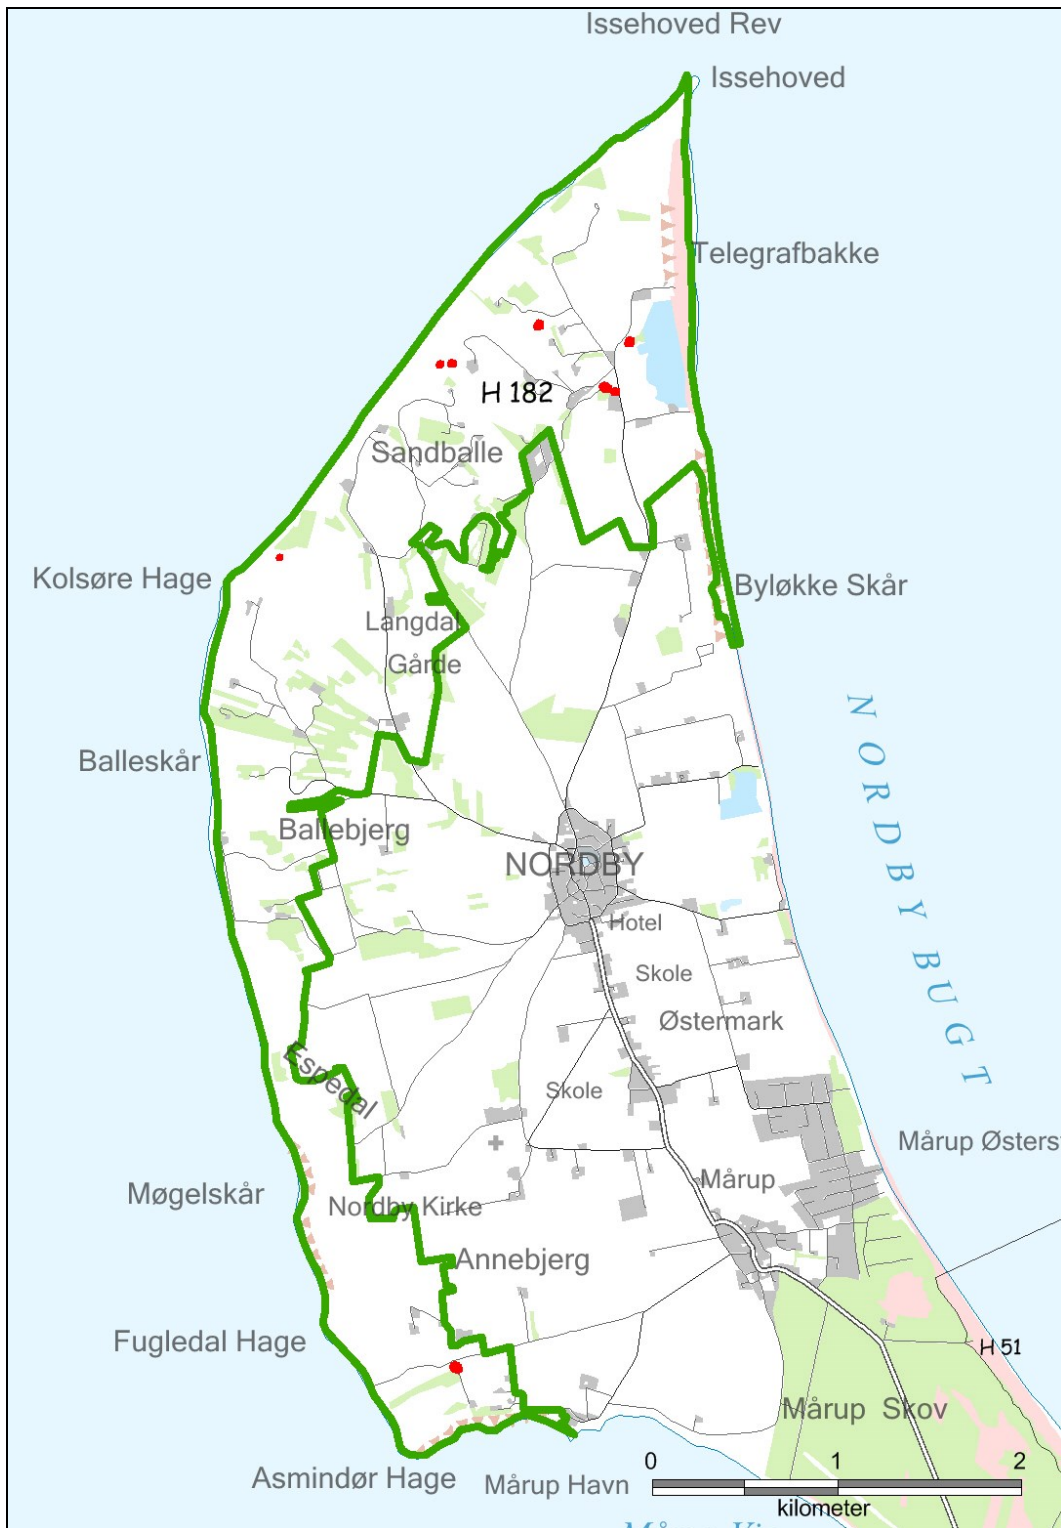 Issehoved Rev
Issehoved
Telegrafbakke
H 182
Sandballe
Kolsøre Hage
Byløkke Skår
Langdal
Gårde
NORDBY BUGT
Balleskår
Ballebjerg
NORDBY
Hotel
Skole
Østermark
Espedal
Skole
Mårup Østers
Møgelskår
Mårup
Nordby Kirke
Annebjerg
Fugledal Hage
H 51
Mårup Skov
Asmindør Hage
Mårup Havn
0 1 2
kilometer